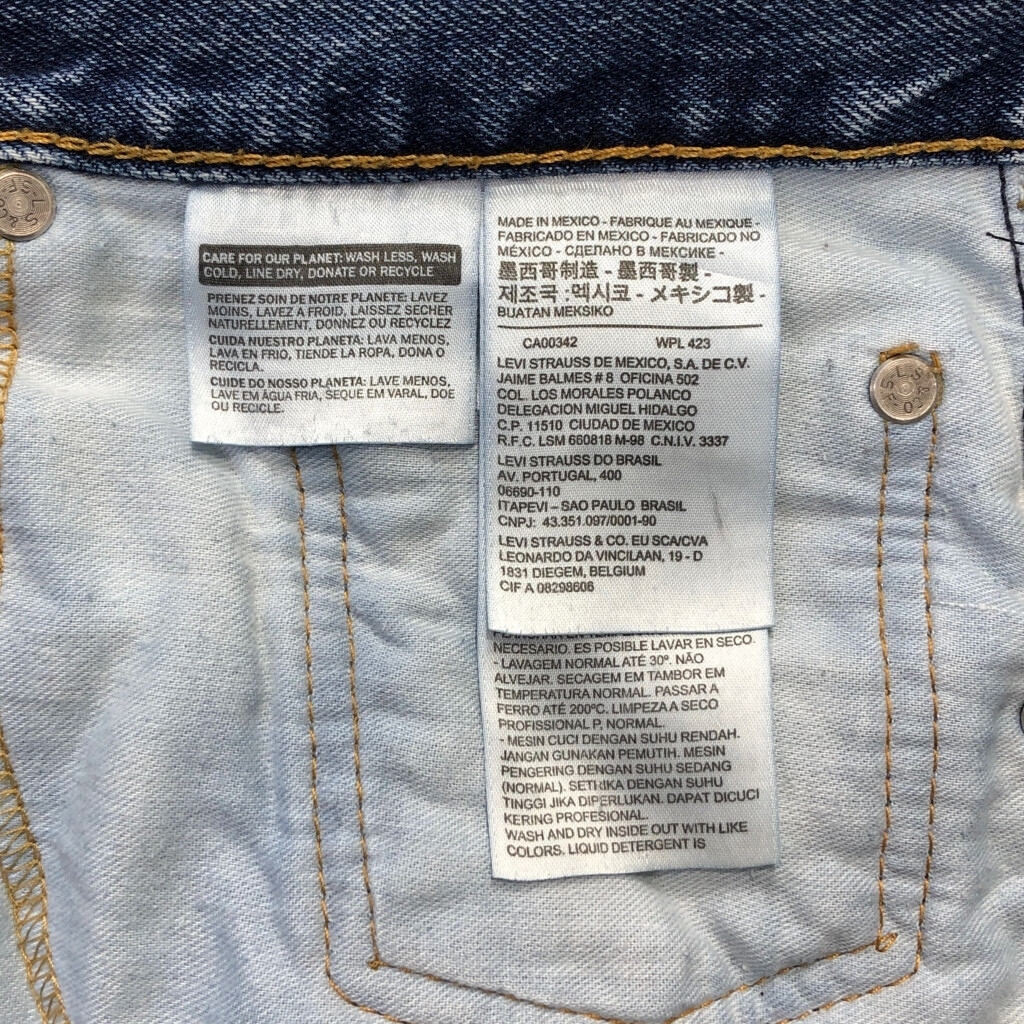 CARE FOR OUR PLANET: WASH LESS, WASH
COLD, LINE DRY, DONATE OR RECYCLE
PRENEZ SOIN DE NOTRE PLANETE: LAVEZ
MOINS, LAVEZ A FROID, LAISSEZ SÉCHER
NATURELLEMENT, DONNEZ OU RECYCLEZ
CUIDA NUESTRO PLANETA: LAVA MENOS,
LAVA EN FRIO, TIENDE LA ROPA, DONA O
RECICLA.
CUIDE DO NOSSO PLANETA: LAVE MENOS,
LAVE EM ÁGUA FRIA, SEQUE EM VARAL, DOE
OU RECICLE.
MADE IN MEXICO - FABRIQUE AU MEXIQUE -
FABRICADO EN MEXICO - FABRICADO NO
MÉXICO - СДЕЛАНО В МЕКСИКЕ -
墨西哥制造 - 墨西哥製 -
제조국 :멕시코 - メキシコ製 -
BUATAN MEKSIKO
CA00342 WPL 423
LEVI STRAUSS DE MEXICO, S.A. DE C.V.
JAIME BALMES # 8 OFICINA 502
COL. LOS MORALES POLANCO
DELEGACION MIGUEL HIDALGO
C.P. 11510 CIUDAD DE MEXICO
R.F.C. LSM 660818 M-98 C.N.I.V. 3337
LEVI STRAUSS DO BRASIL
AV. PORTUGAL, 400
06690-110
ITAPEVI – SAO PAULO BRASIL
CNPJ: 43.351.097/0001-90
LEVI STRAUSS & CO. EU SCA/CVA
LEONARDO DA VINCILAAN, 19 - D
1831 DIEGEM, BELGIUM
CIF A 08298606
NECESARIO. ES POSIBLE LAVAR EN SECO.
- LAVAGEM NORMAL ATÉ 30º. NÃO
ALVEJAR. SECAGEM EM TAMBOR EM
TEMPERATURA NORMAL. PASSAR A
FERRO ATÉ 200ºC. LIMPEZA A SECO
PROFISSIONAL P, NORMAL.
- MESIN CUCI DENGAN SUHU RENDAH.
JANGAN GUNAKAN PEMUTIH. MESIN
PENGERING DENGAN SUHU SEDANG
(NORMAL). SETRIKA DENGAN SUHU
TINGGI JIKA DIPERLUKAN. DAPAT DICUCI
KERING PROFESIONAL.
WASH AND DRY INSIDE OUT WITH LIKE
COLORS. LIQUID DETERGENT IS